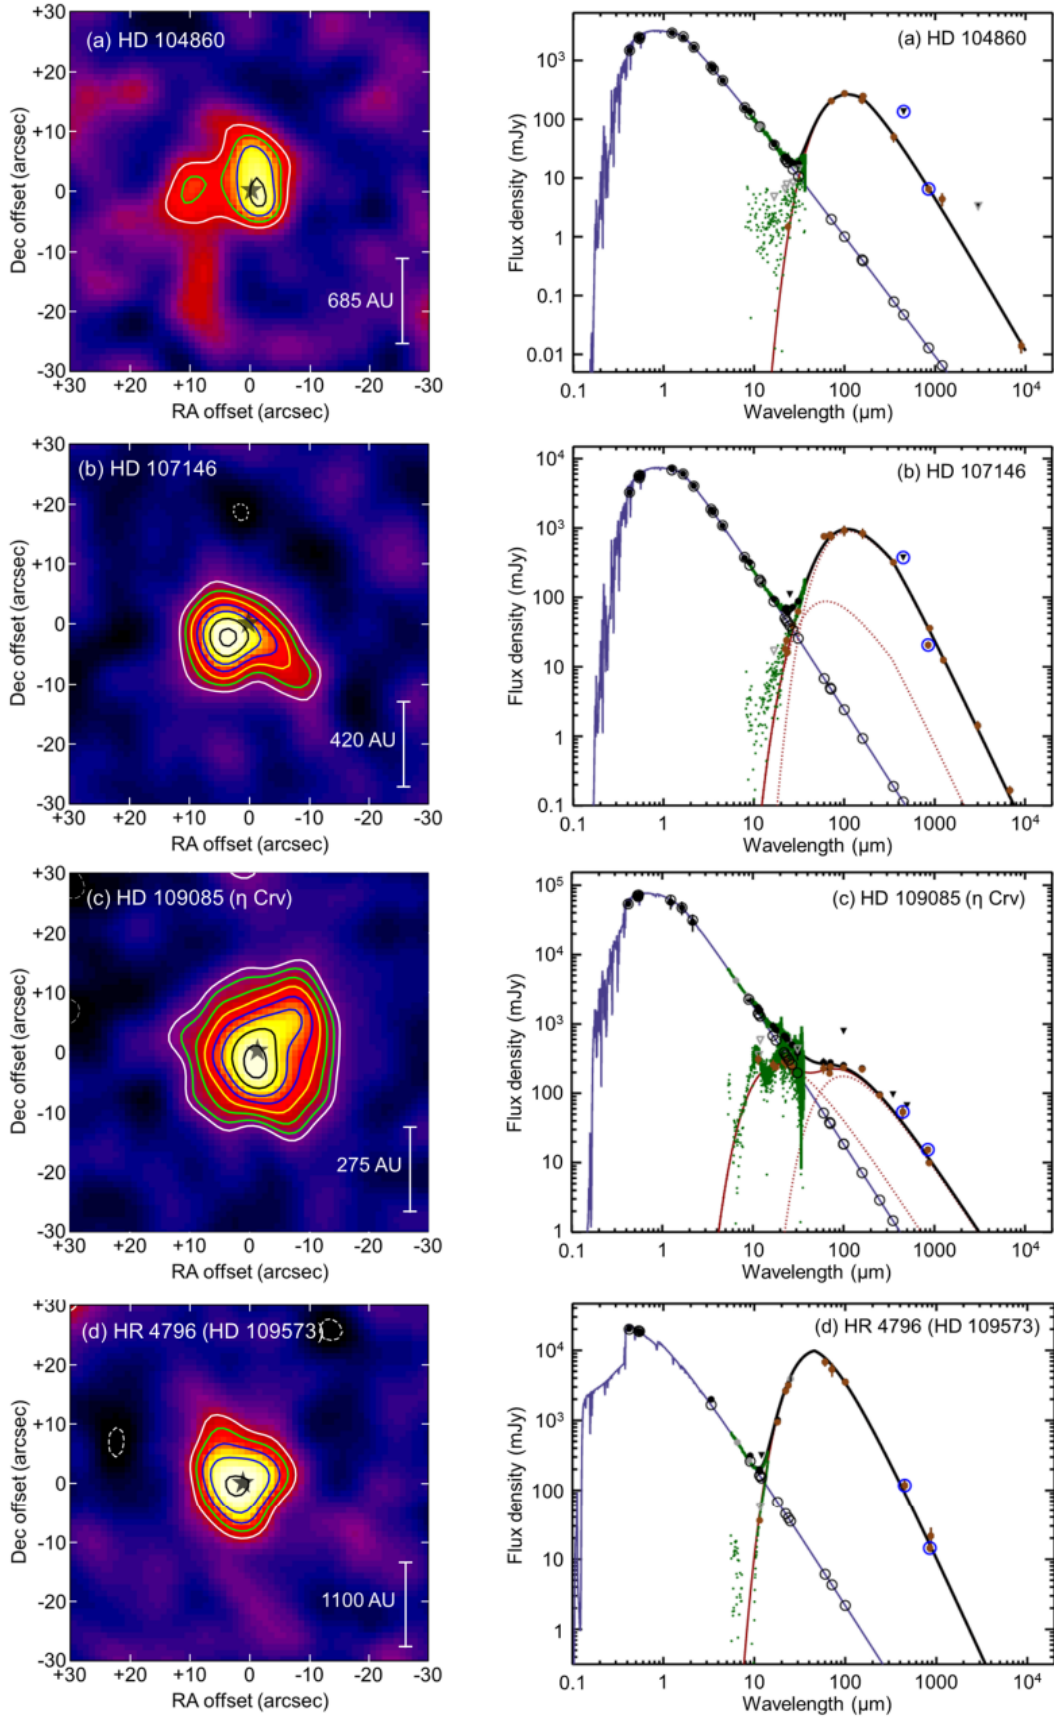 +30
(a) HD 104860
+20
+10
0
-10
-20
-30
685 AU
+30 +20 +10 0 -10 -20 -30
RA offset (arcsec)
Dec offset (arcsec)
(a) HD 104860
10³
100
10
1
0.1
0.01
0.1 1 10 100 1000 10⁴
Wavelength (µm)
Flux density (mJy)
+30
(b) HD 107146
+20
+10
0
-10
-20
-30
420 AU
+30 +20 +10 0 -10 -20 -30
RA offset (arcsec)
Dec offset (arcsec)
(b) HD 107146
10⁴
10³
100
10
1
0.1
0.1 1 10 100 1000 10⁴
Wavelength (µm)
Flux density (mJy)
+30
(c) HD 109085 (η Crv)
+20
+10
0
-10
-20
-30
275 AU
+30 +20 +10 0 -10 -20 -30
RA offset (arcsec)
Dec offset (arcsec)
(c) HD 109085 (η Crv)
10⁵
10⁴
10³
100
10
1
0.1 1 10 100 1000 10⁴
Wavelength (µm)
Flux density (mJy)
+30
(d) HR 4796 (HD 109573)
+20
+10
0
-10
-20
-30
1100 AU
+30 +20 +10 0 -10 -20 -30
RA offset (arcsec)
Dec offset (arcsec)
(d) HR 4796 (HD 109573)
10⁴
10³
100
10
1
0.1 1 10 100 1000 10⁴
Wavelength (µm)
Flux density (mJy)